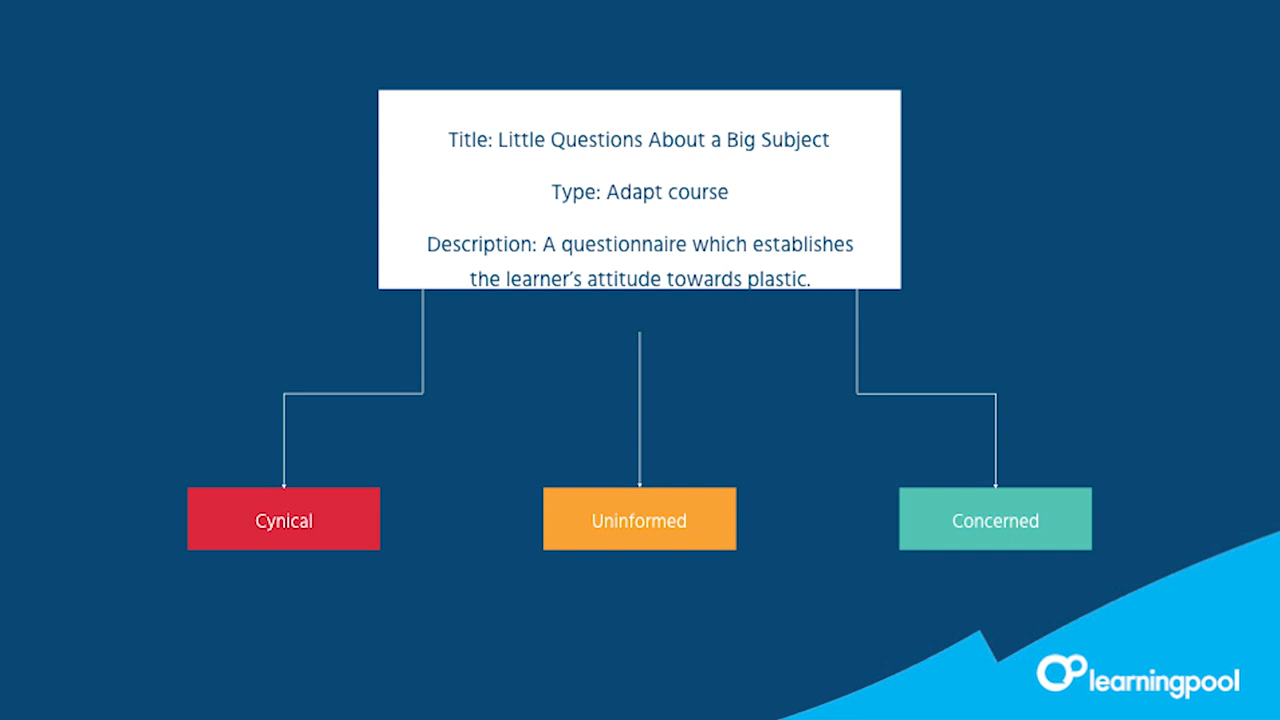 Title: Little Questions About a Big Subject
Type: Adapt course
Description: A questionnaire which establishes
the learner’s attitude towards plastic.
Cynical
Uninformed
Concerned
learningpool